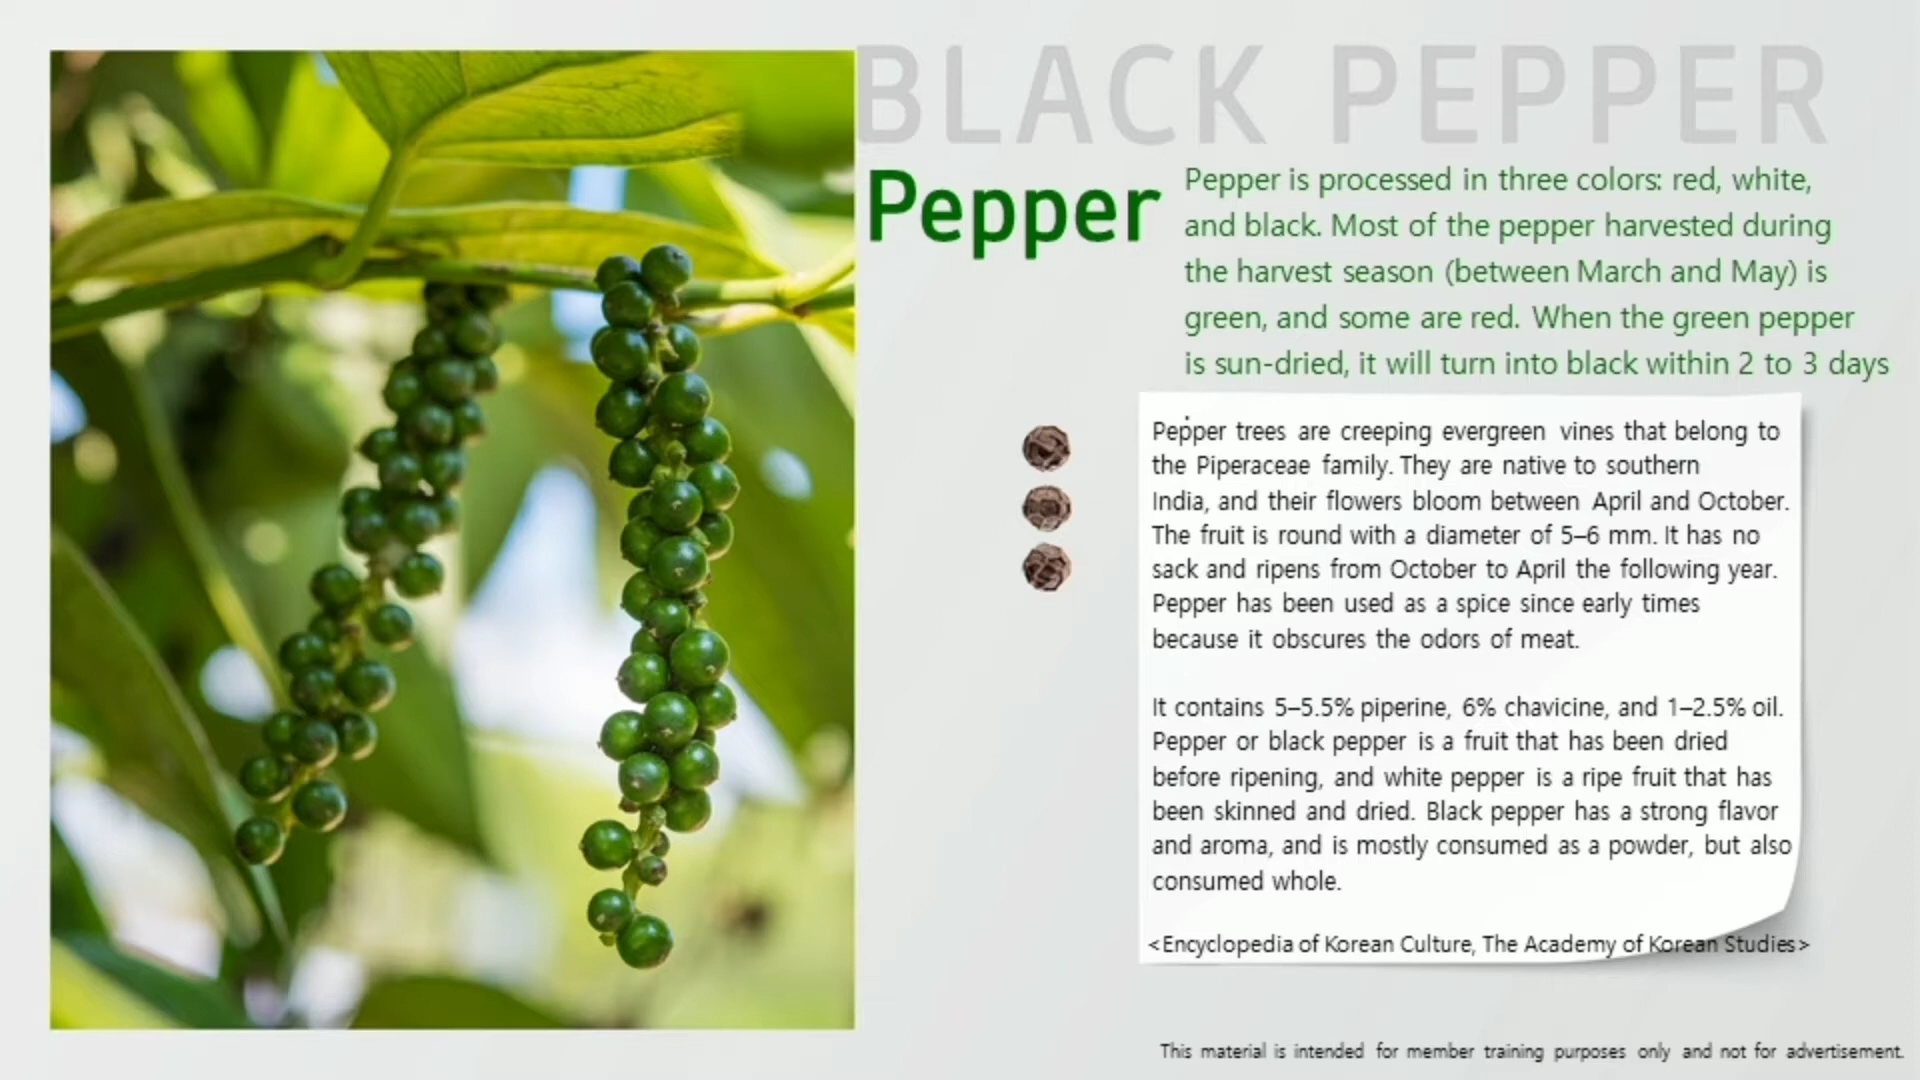 BLACK PEPPER
Pepper
Pepper is processed in three colors: red, white,
and black. Most of the pepper harvested during
the harvest season (between March and May) is
green, and some are red. When the green pepper
is sun-dried, it will turn into black within 2 to 3 days
.
Pepper trees are creeping evergreen vines that belong to
the Piperaceae family. They are native to southern
India, and their flowers bloom between April and October.
The fruit is round with a diameter of 5–6 mm. It has no
sack and ripens from October to April the following year.
Pepper has been used as a spice since early times
because it obscures the odors of meat.
It contains 5–5.5% piperine, 6% chavicine, and 1–2.5% oil.
Pepper or black pepper is a fruit that has been dried
before ripening, and white pepper is a ripe fruit that has
been skinned and dried. Black pepper has a strong flavor
and aroma, and is mostly consumed as a powder, but also
consumed whole.
<Encyclopedia of Korean Culture, The Academy of Korean Studies>
This material is intended for member training purposes only and not for advertisement.